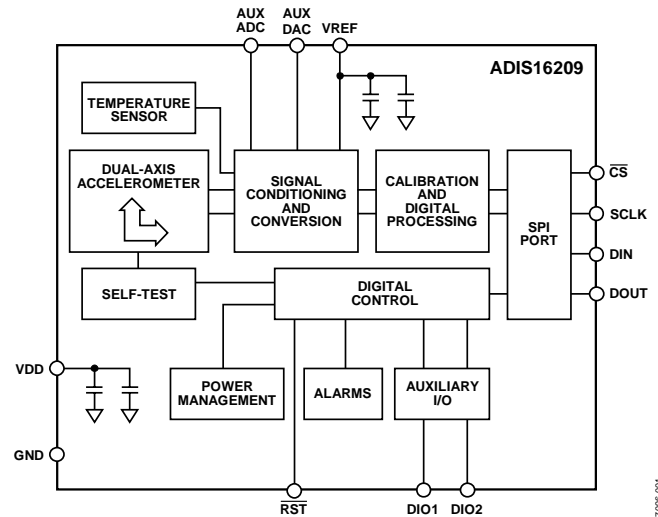 AUX
ADC
AUX
DAC
VREF
ADIS16209
TEMPERATURE
SENSOR
DUAL-AXIS
ACCELEROMETER
SIGNAL
CONDITIONING
AND
CONVERSION
CALIBRATION
AND
DIGITAL
PROCESSING
SPI
PORT
CS
SCLK
DIN
DOUT
SELF-TEST
DIGITAL
CONTROL
VDD
POWER
MANAGEMENT
ALARMS
AUXILIARY
I/O
GND
RST
DIO1
DIO2